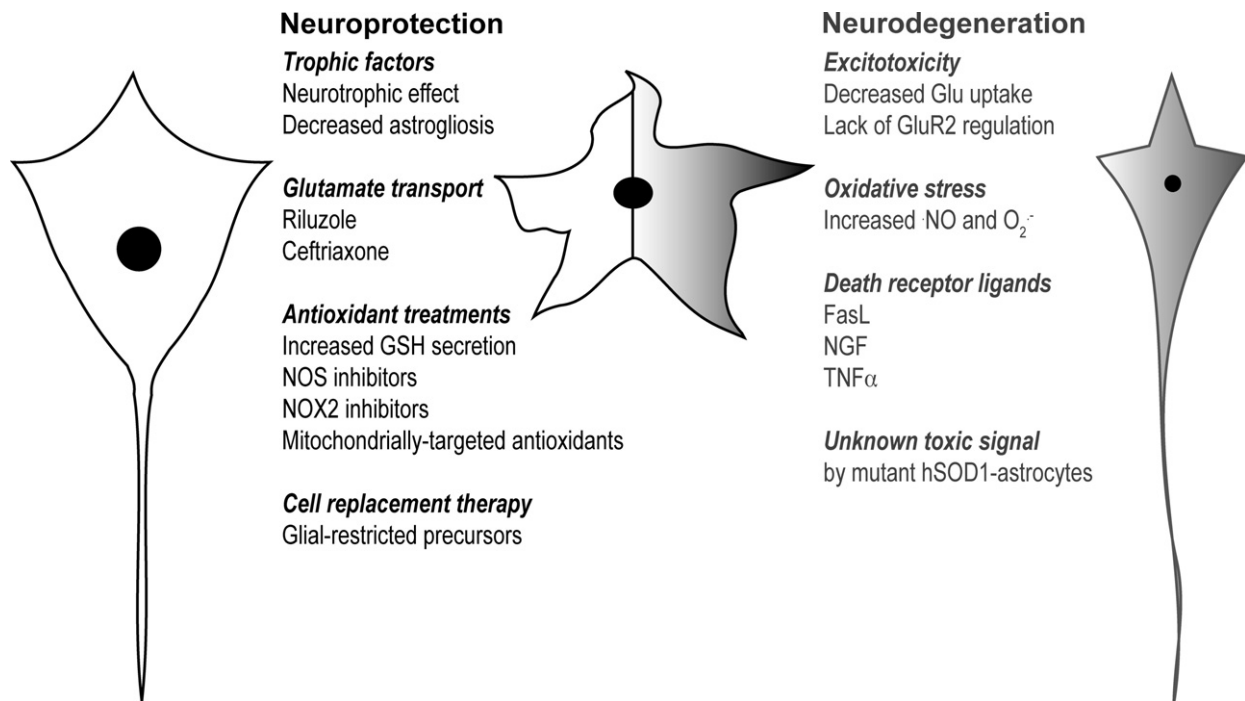 Neuroprotection
Trophic factors
Neurotrophic effect
Decreased astrogliosis
Glutamate transport
Riluzole
Ceftriaxone
Antioxidant treatments
Increased GSH secretion
NOS inhibitors
NOX2 inhibitors
Mitochondrially-targeted antioxidants
Cell replacement therapy
Glial-restricted precursors
Neurodegeneration
Excitotoxicity
Decreased Glu uptake
Lack of GluR2 regulation
Oxidative stress
Increased ·NO and O₂·⁻
Death receptor ligands
FasL
NGF
TNFα
Unknown toxic signal
by mutant hSOD1-astrocytes